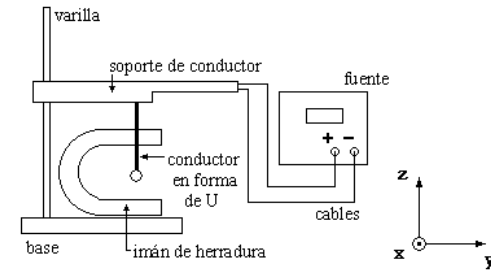 varilla
soporte de conductor
fuente
+ −
conductor
en forma
de U
cables
base
imán de herradura
z
x
y